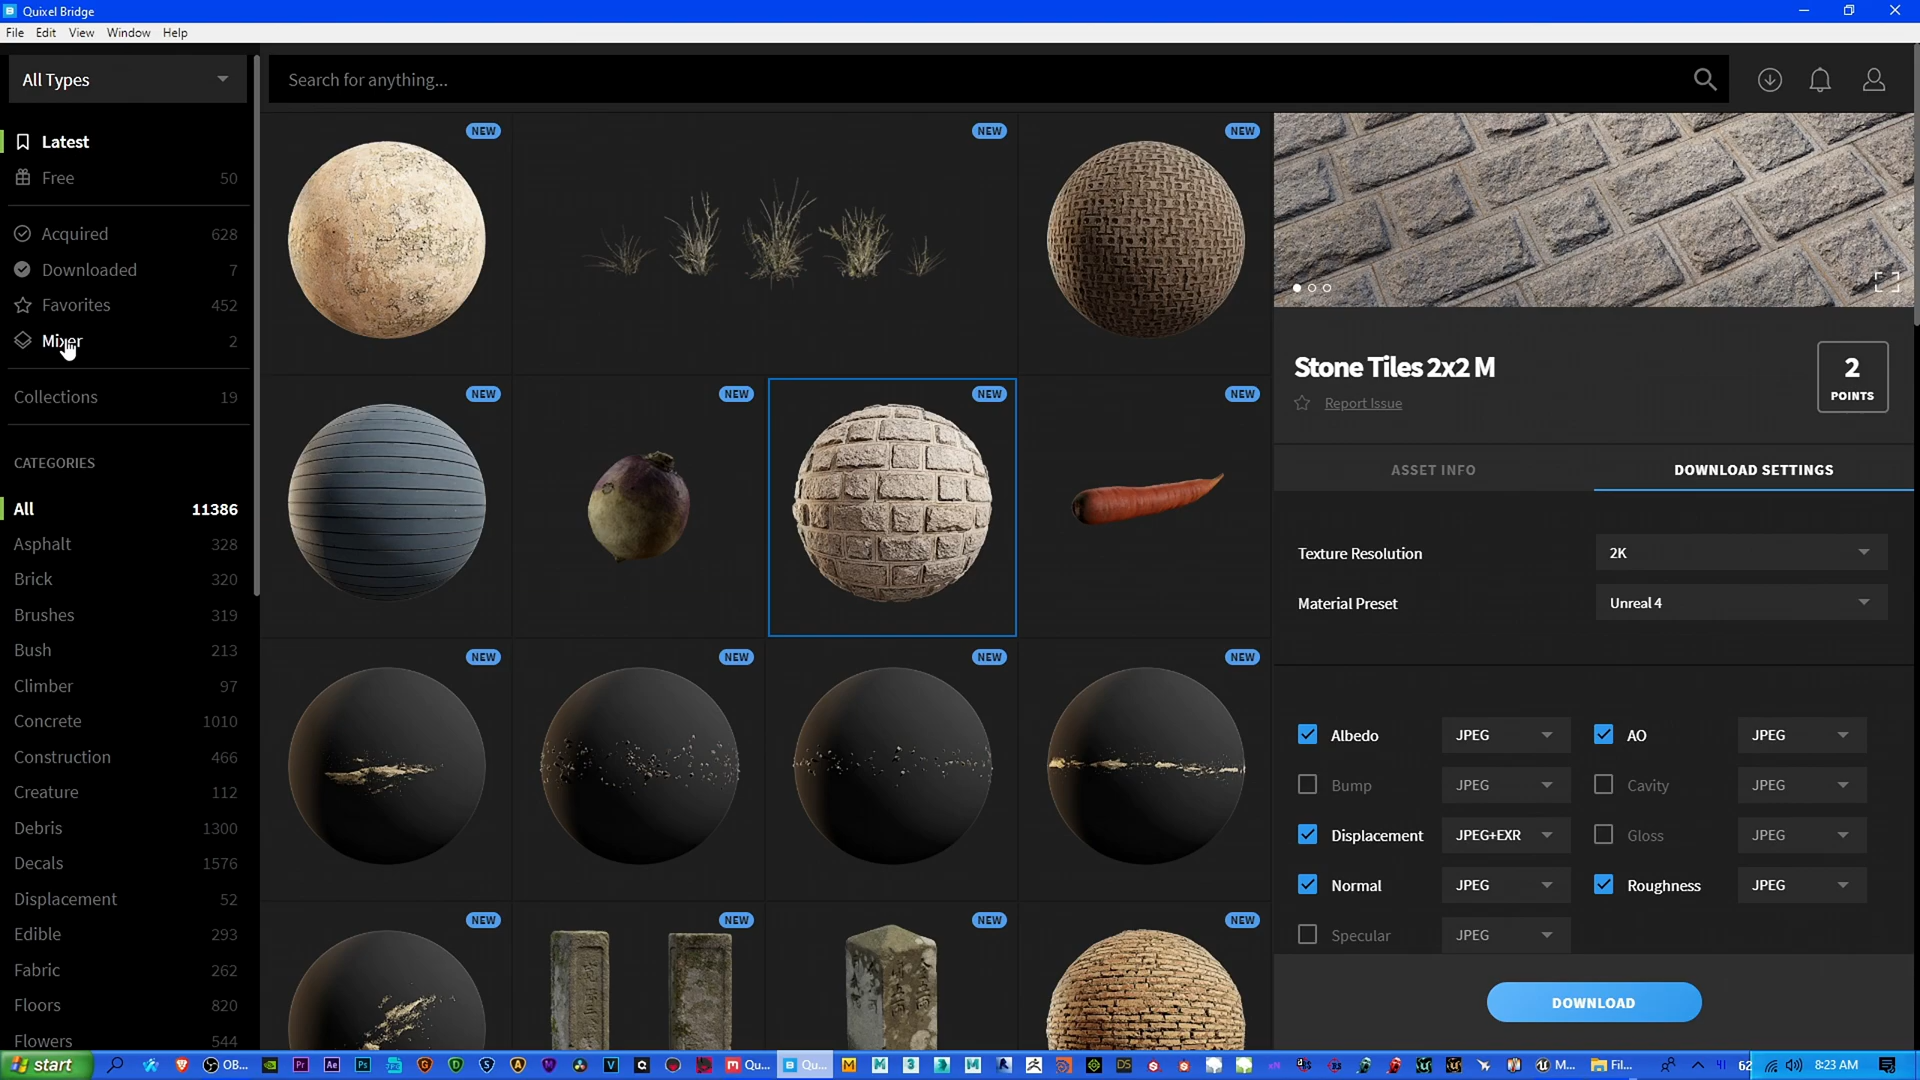 Quixel Bridge
File Edit View Window Help
All Types
Search for anything...
Latest
Free 50
Acquired 628
Downloaded 7
Favorites 452
Mixer 2
Collections 19
CATEGORIES
All 11386
Asphalt 328
Brick 320
Brushes 319
Bush 213
Climber 97
Concrete 1010
Construction 466
Creature 112
Debris 1300
Decals 1576
Displacement 52
Edible 293
Fabric 262
Floors 820
Flowers 544
NEW NEW NEW
NEW NEW NEW NEW
NEW NEW NEW NEW
NEW NEW NEW NEW
Stone Tiles 2x2 M
2
POINTS
Report Issue
ASSET INFO DOWNLOAD SETTINGS
Texture Resolution 2K
Material Preset Unreal 4
Albedo JPEG AO JPEG
Bump JPEG Cavity JPEG
Displacement JPEG+EXR Gloss JPEG
Normal JPEG Roughness JPEG
Specular JPEG
DOWNLOAD
start OB... Qu... Qu... M... Fil... 8:23 AM